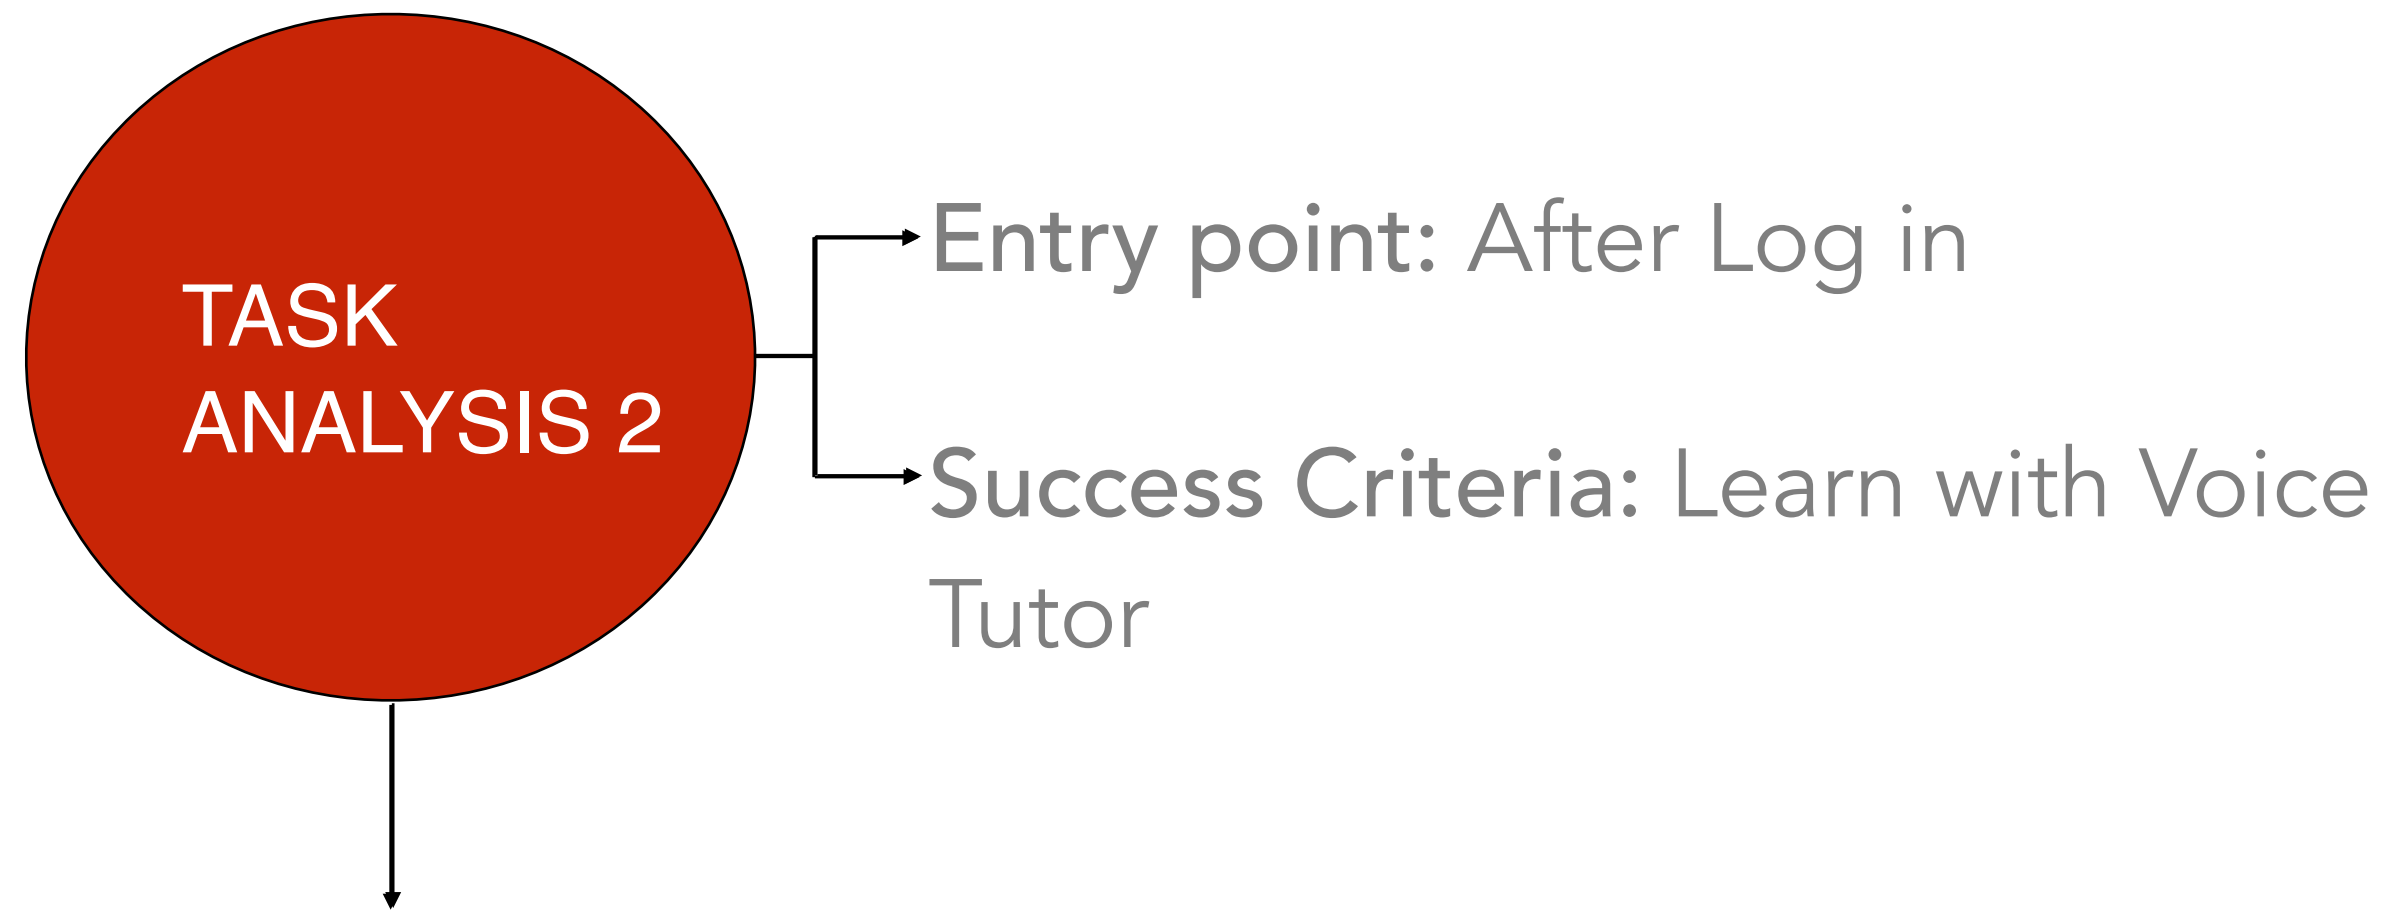 TASK
ANALYSIS 2
Entry point: After Log in
Success Criteria: Learn with Voice
Tutor